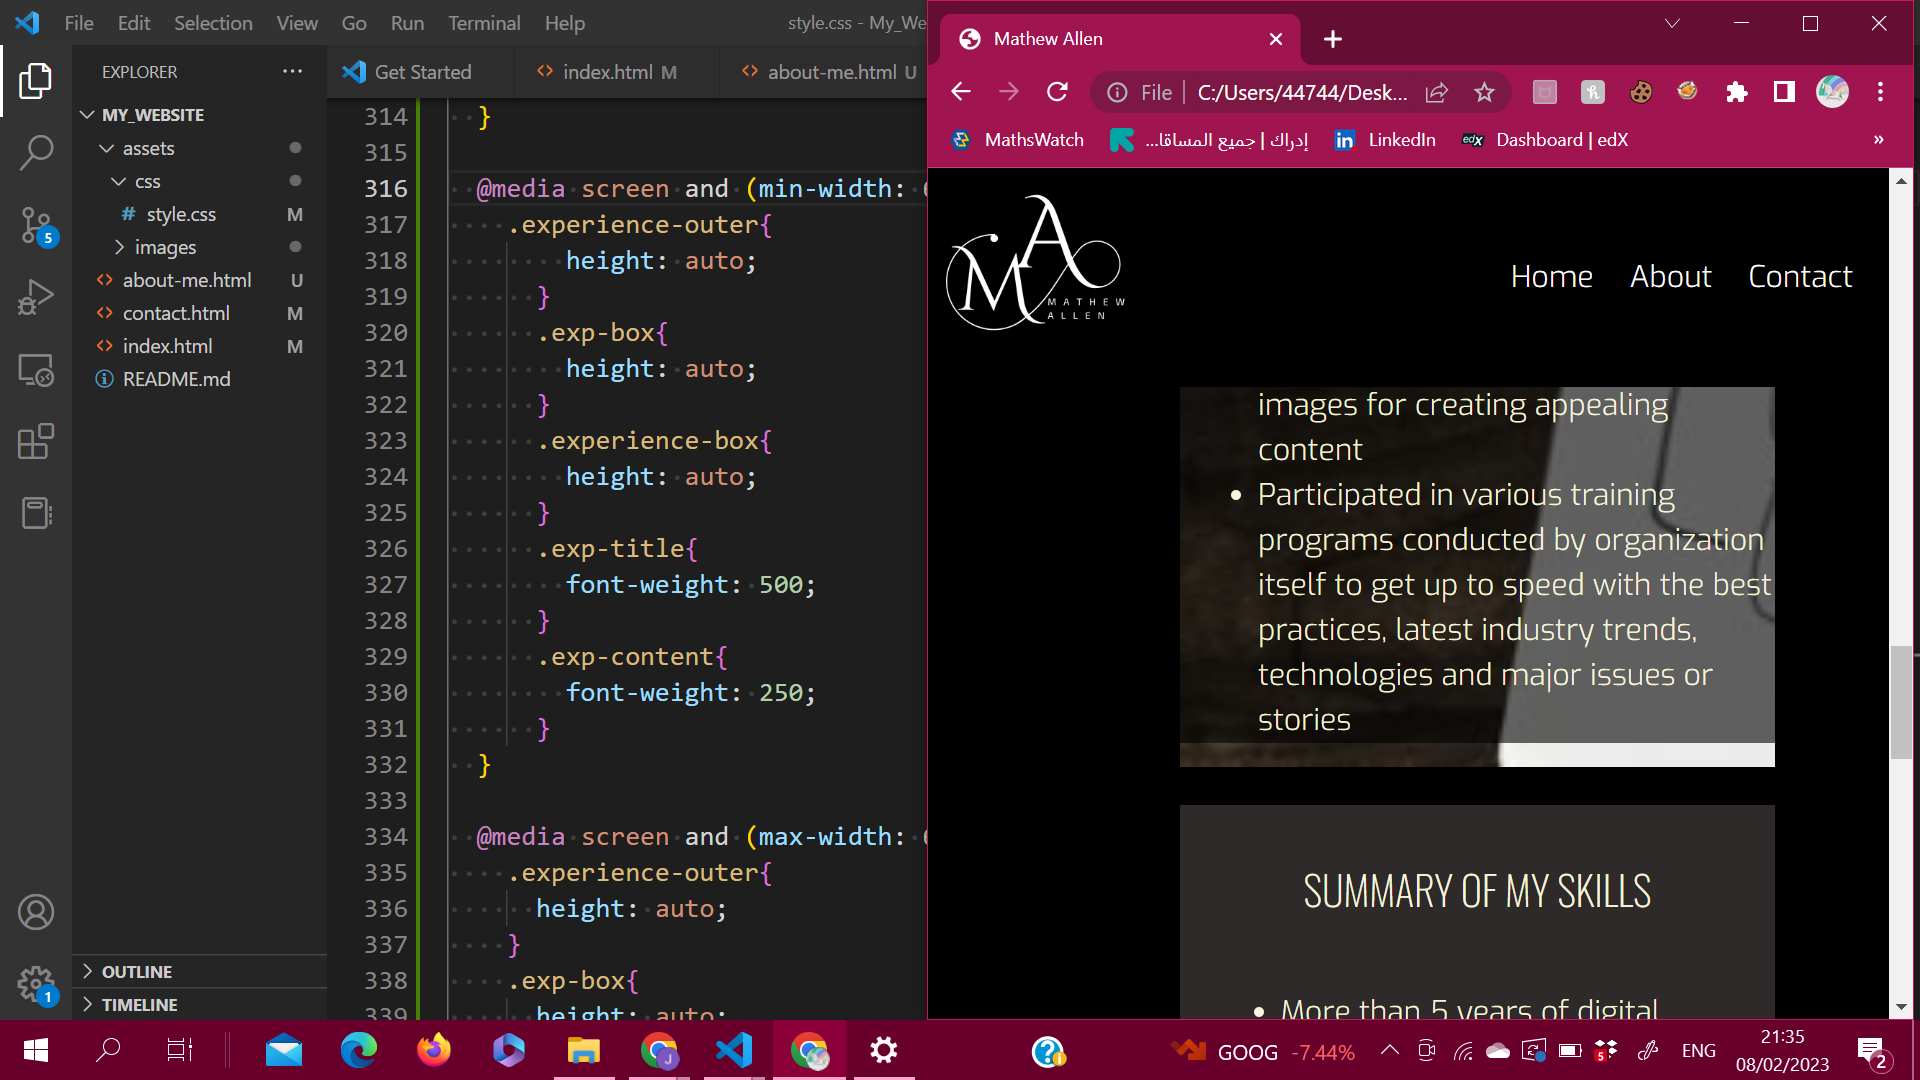 File Edit Selection View Go Run Terminal Help
style.css - My_We
EXPLORER
MY_WEBSITE
assets
css
# style.css M
images
<> about-me.html U
<> contact.html M
<> index.html M
README.md
OUTLINE
TIMELINE
5
1
Get Started
<> index.html M
<> about-me.html U
314 }
315
316 @media screen and (min-width:
317 .experience-outer{
318 height: auto;
319 }
320 .exp-box{
321 height: auto;
322 }
323 .experience-box{
324 height: auto;
325 }
326 .exp-title{
327 font-weight: 500;
328 }
329 .exp-content{
330 font-weight: 250;
331 }
332 }
333
334 @media screen and (max-width:
335 .experience-outer{
336 height: auto;
337 }
338 .exp-box{
339 height: auto;
Mathew Allen
File C:/Users/44744/Desk...
MathsWatch
إدراك | جميع المساقا...
LinkedIn
edX Dashboard | edX
»
MA
MATHEW
ALLEN
Home About Contact
images for creating appealing
content
• Participated in various training
programs conducted by organization
itself to get up to speed with the best
practices, latest industry trends,
technologies and major issues or
stories
SUMMARY OF MY SKILLS
• More than 5 years of digital
GOOG -7.44%
5
ENG
21:35
08/02/2023
2